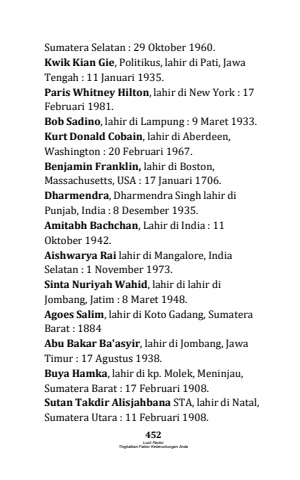 Sumatera Selatan : 29 Oktober 1960.
Kwik Kian Gie, Politikus, lahir di Pati, Jawa
Tengah : 11 Januari 1935.
Paris Whitney Hilton, lahir di New York : 17
Februari 1981.
Bob Sadino, lahir di Lampung : 9 Maret 1933.
Kurt Donald Cobain, lahir di Aberdeen,
Washington : 20 Februari 1967.
Benjamin Franklin, lahir di Boston,
Massachusetts, USA : 17 Januari 1706.
Dharmendra, Dharmendra Singh lahir di
Punjab, India : 8 Desember 1935.
Amitabh Bachchan, Lahir di India : 11
Oktober 1942.
Aishwarya Rai lahir di Mangalore, India
Selatan : 1 November 1973.
Sinta Nuriyah Wahid, lahir di lahir di
Jombang, Jatim : 8 Maret 1948.
Agoes Salim, lahir di Koto Gadang, Sumatera
Barat : 1884
Abu Bakar Ba'asyir, lahir di Jombang, Jawa
Timur : 17 Agustus 1938.
Buya Hamka, lahir di kp. Molek, Meninjau,
Sumatera Barat : 17 Februari 1908.
Sutan Takdir Alisjahbana STA, lahir di Natal,
Sumatera Utara : 11 Februari 1908.
452
Luck Factor
Tingkatkan Faktor Keberuntungan Anda